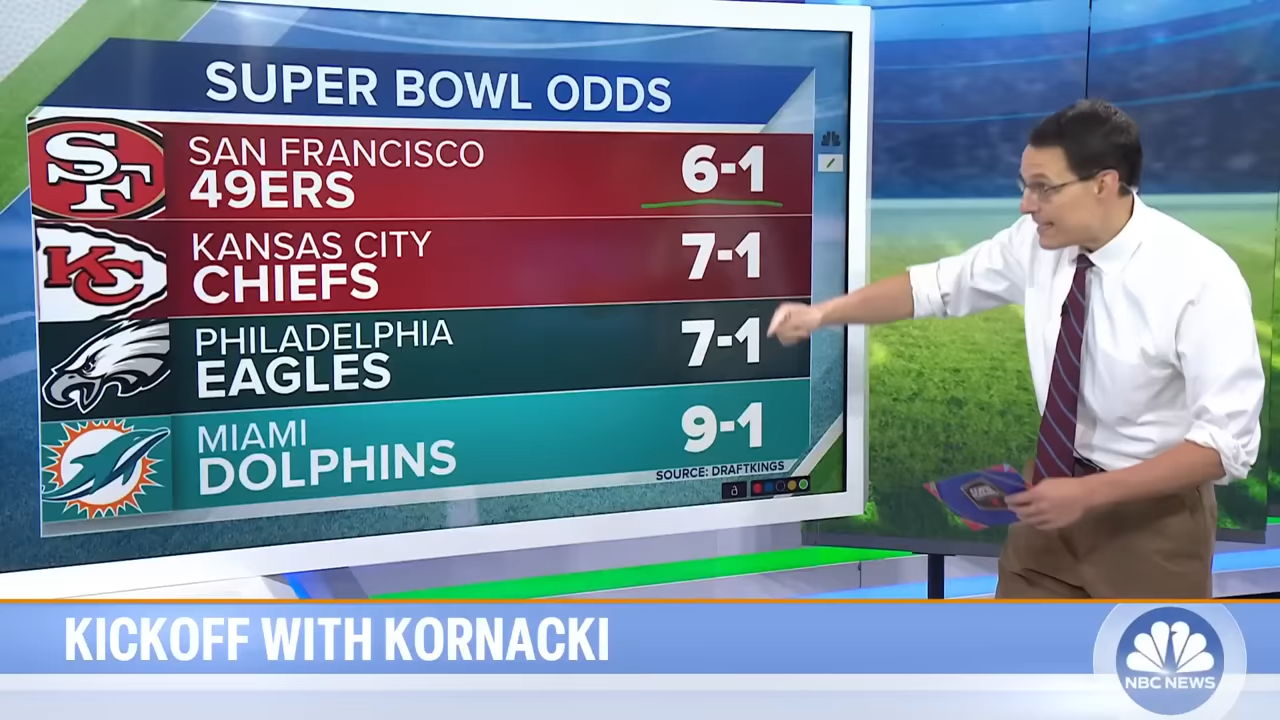 SUPER BOWL ODDS
SF
SAN FRANCISCO
49ERS
6-1
KC
KANSAS CITY
CHIEFS
7-1
PHILADELPHIA
EAGLES
7-1
MIAMI
DOLPHINS
9-1
SOURCE: DRAFTKINGS
a
KICKOFF WITH KORNACKI
NBC NEWS